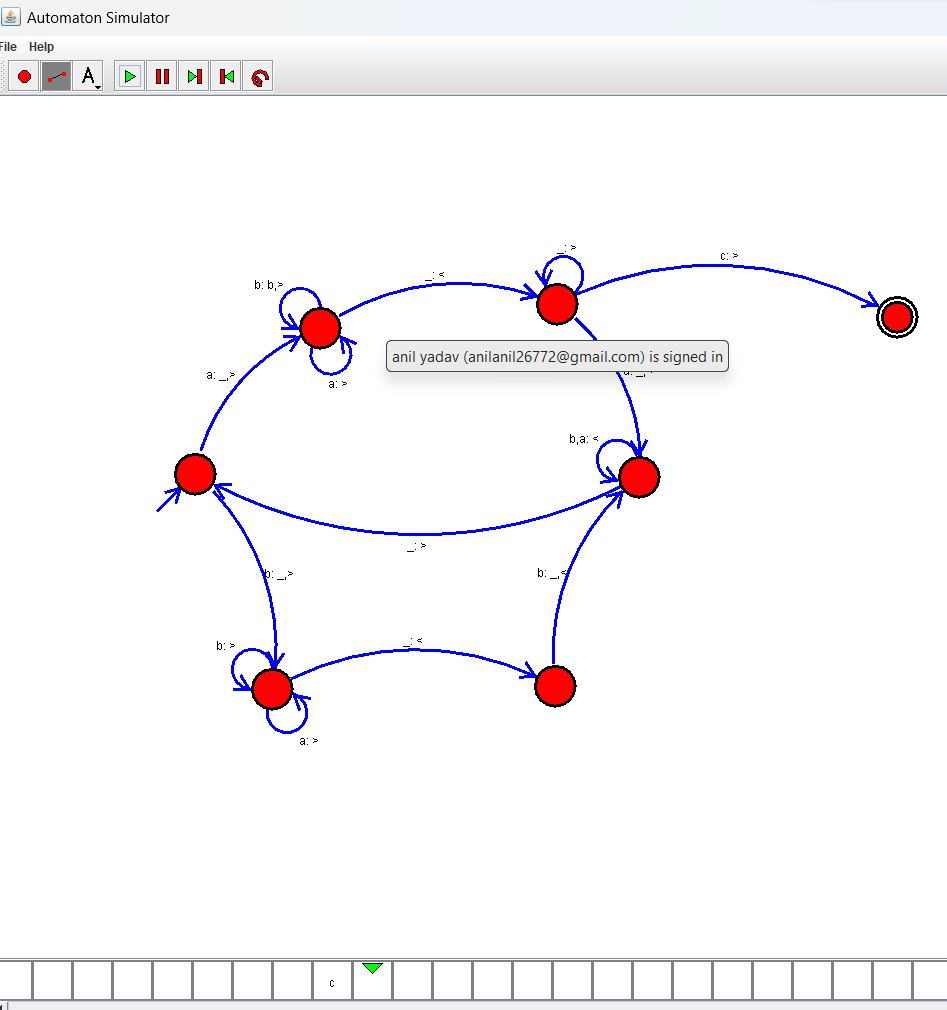 Automaton Simulator
File Help
A
_: >
c: >
_: <
b: b,>
anil yadav (anilanil26772@gmail.com) is signed in
a: _,>
a: >
b,a: <
_: >
b: _,>
b: _,<
_: <
b: >
a: >
c